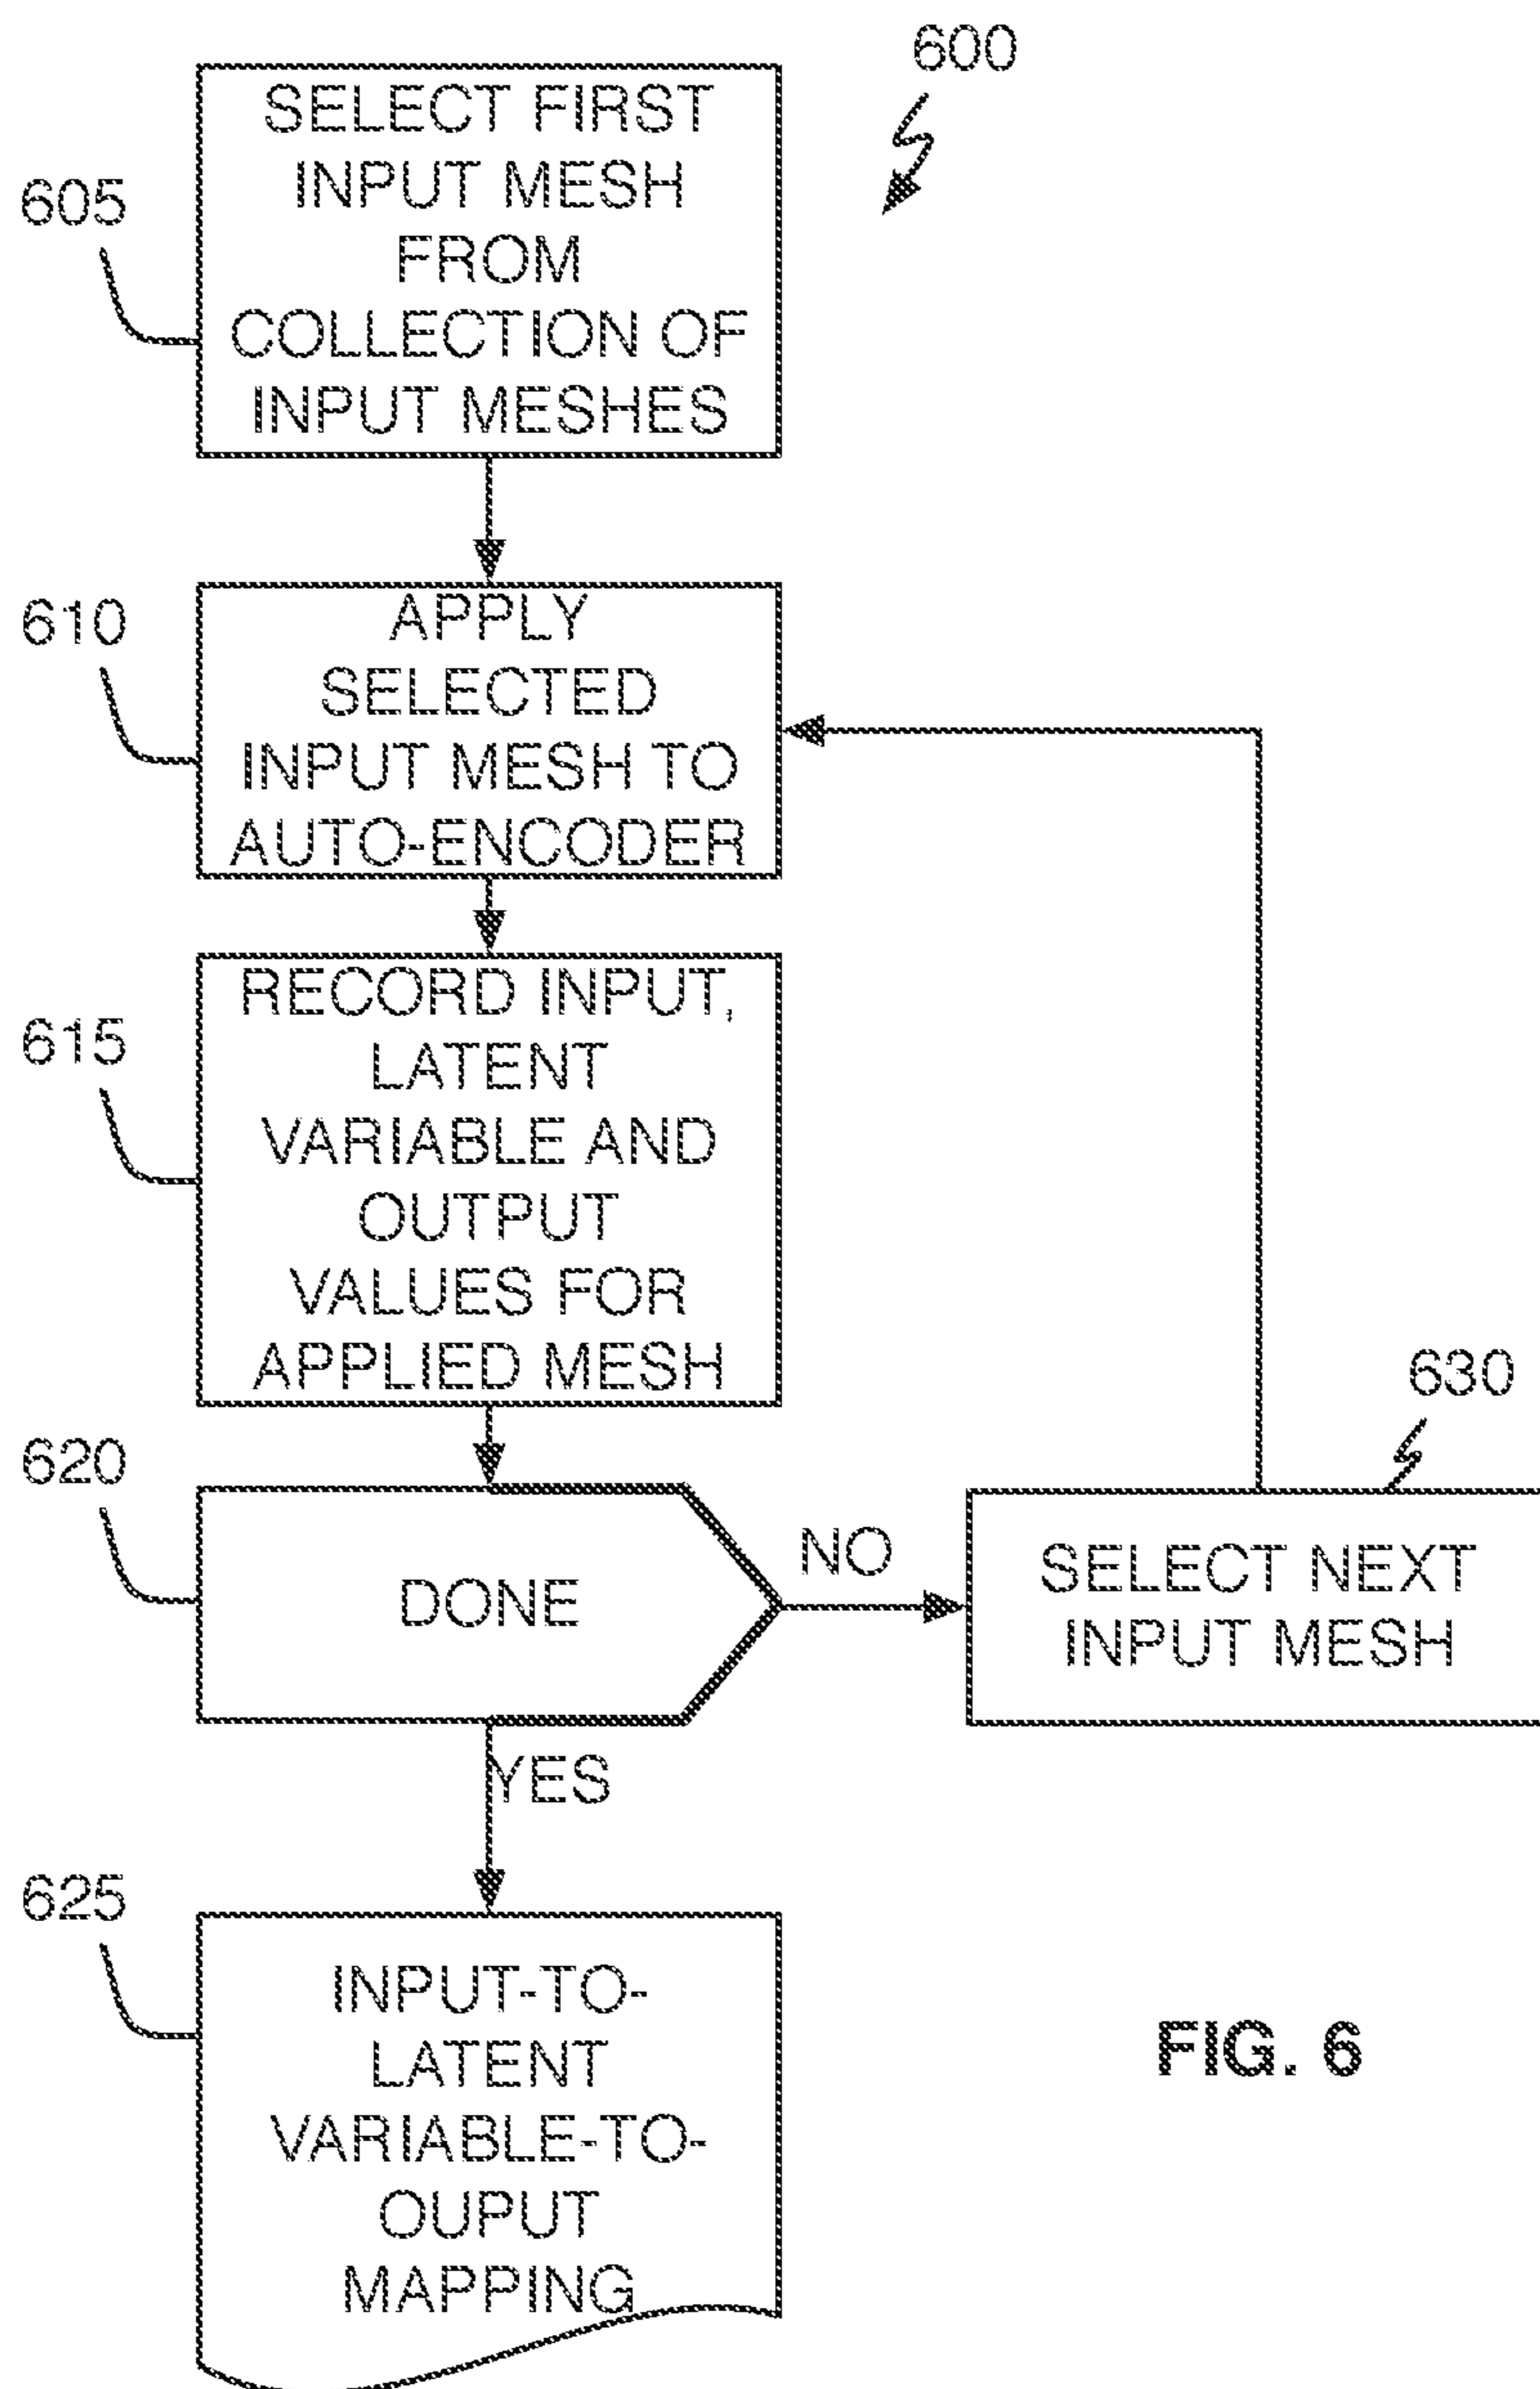 600
605
SELECT FIRST
INPUT MESH
FROM
COLLECTION OF
INPUT MESHES
610
APPLY
SELECTED
INPUT MESH TO
AUTO-ENCODER
615
RECORD INPUT,
LATENT
VARIABLE AND
OUTPUT
VALUES FOR
APPLIED MESH
620
DONE
NO
630
SELECT NEXT
INPUT MESH
YES
625
INPUT-TO-
LATENT
VARIABLE-TO-
OUPUT
MAPPING
FIG. 6